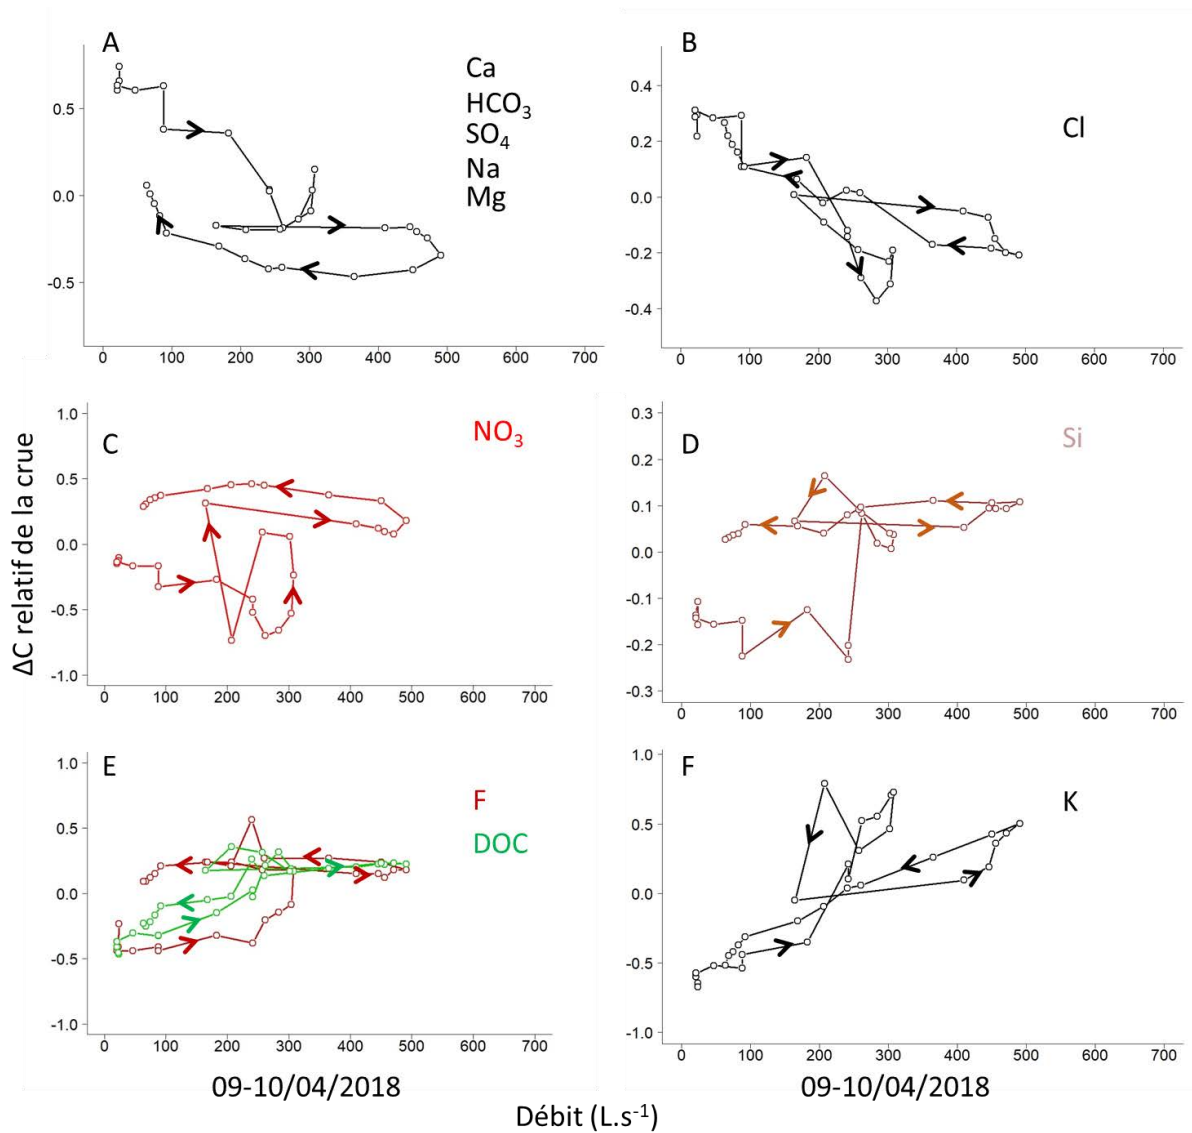 A
Ca
HCO3
SO4
Na
Mg
0.5
0.0
-0.5
0 100 200 300 400 500 600 700
B
Cl
0.4
0.2
0.0
-0.2
-0.4
0 100 200 300 400 500 600 700
ΔC relatif de la crue
C
NO3
1.0
0.5
0.0
-0.5
-1.0
0 100 200 300 400 500 600 700
D
Si
0.3
0.2
0.1
0.0
-0.1
-0.2
-0.3
0 100 200 300 400 500 600 700
E
F
DOC
1.0
0.5
0.0
-0.5
-1.0
0 100 200 300 400 500 600 700
F
K
1.0
0.5
0.0
-0.5
-1.0
0 100 200 300 400 500 600 700
09-10/04/2018
09-10/04/2018
Débit (L.s-1)